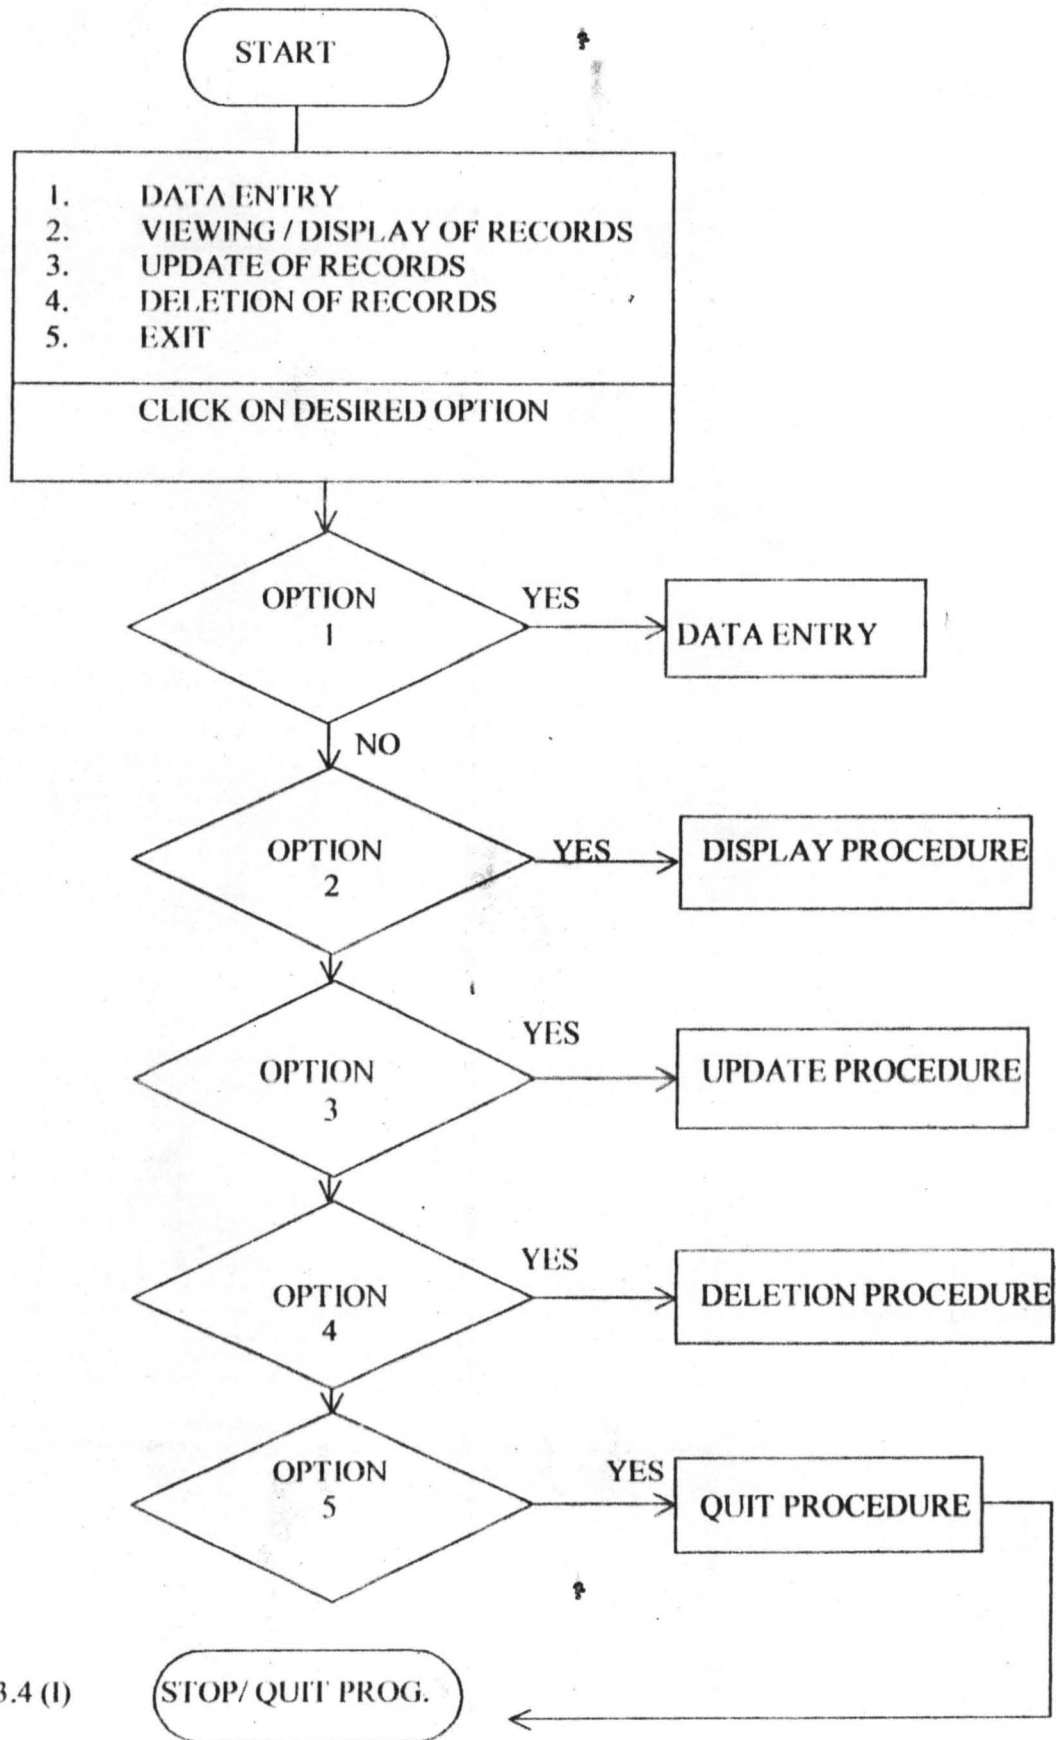 START
1. DATA ENTRY
2. VIEWING / DISPLAY OF RECORDS
3. UPDATE OF RECORDS
4. DELETION OF RECORDS
5. EXIT
CLICK ON DESIRED OPTION
OPTION
1
YES
DATA ENTRY
NO
OPTION
2
YES
DISPLAY PROCEDURE
OPTION
3
YES
UPDATE PROCEDURE
OPTION
4
YES
DELETION PROCEDURE
OPTION
5
YES
QUIT PROCEDURE
3.4 (I)
STOP/ QUIT PROG.